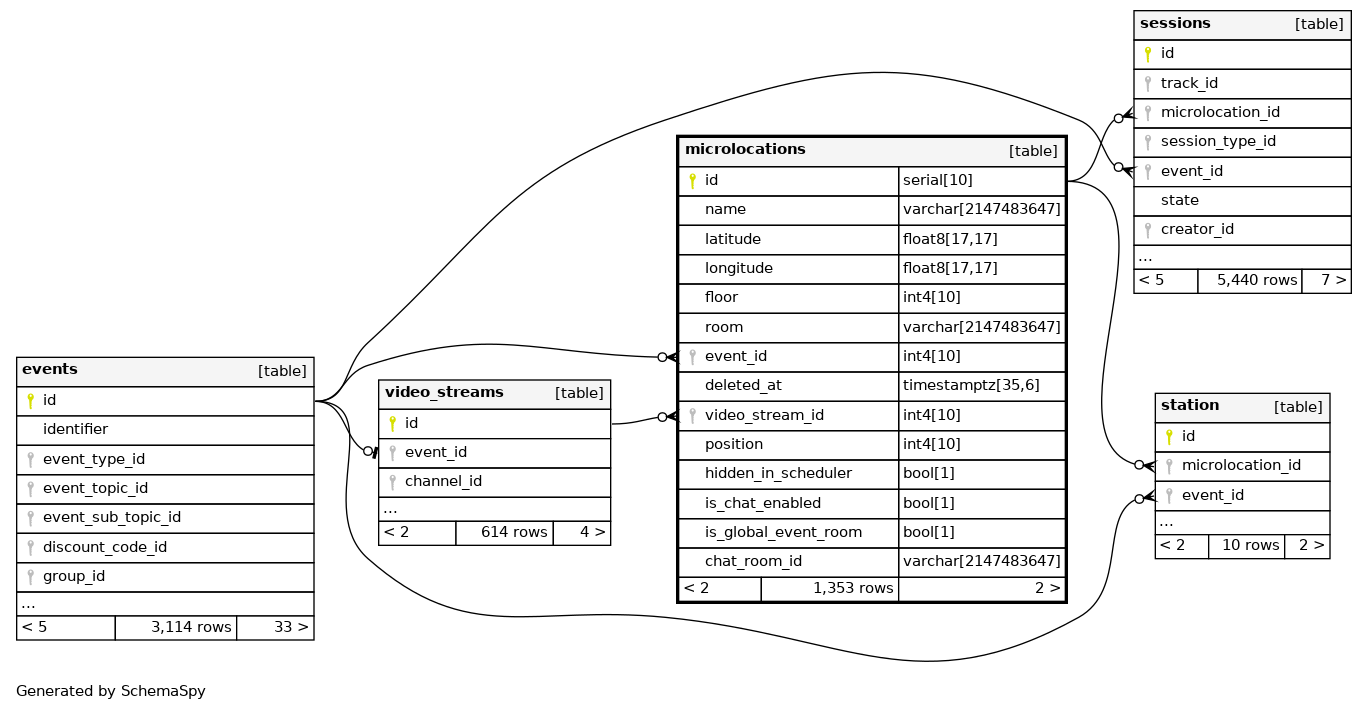 sessions [table]
id
track_id
microlocation_id
session_type_id
event_id
state
creator_id
...
< 5 5,440 rows 7 >
microlocations [table]
id serial[10]
name varchar[2147483647]
latitude float8[17,17]
longitude float8[17,17]
floor int4[10]
room varchar[2147483647]
event_id int4[10]
deleted_at timestamptz[35,6]
video_stream_id int4[10]
position int4[10]
hidden_in_scheduler bool[1]
is_chat_enabled bool[1]
is_global_event_room bool[1]
chat_room_id varchar[2147483647]
< 2 1,353 rows 2 >
events [table]
id
identifier
event_type_id
event_topic_id
event_sub_topic_id
discount_code_id
group_id
...
< 5 3,114 rows 33 >
video_streams [table]
id
event_id
channel_id
...
< 2 614 rows 4 >
station [table]
id
microlocation_id
event_id
...
< 2 10 rows 2 >
Generated by SchemaSpy